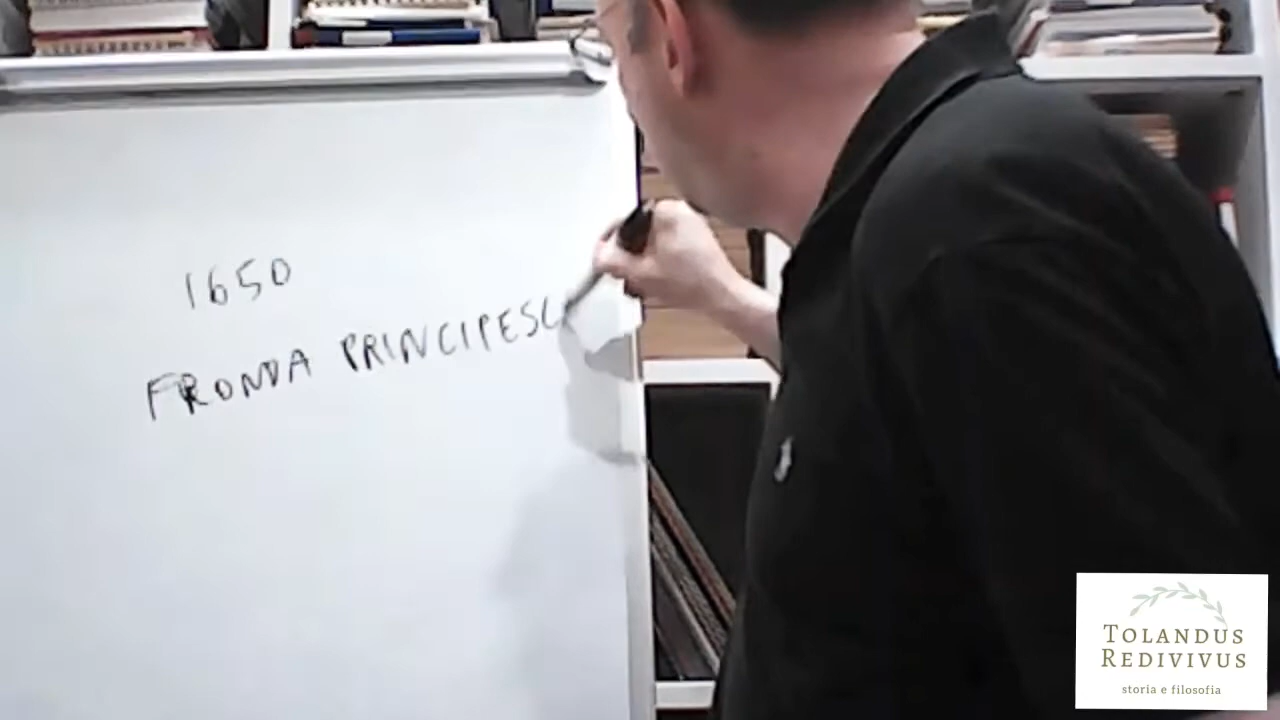 1650
FRONDA PRINCIPESC
TOLANDUS
REDIVIVUS
storia e filosofia